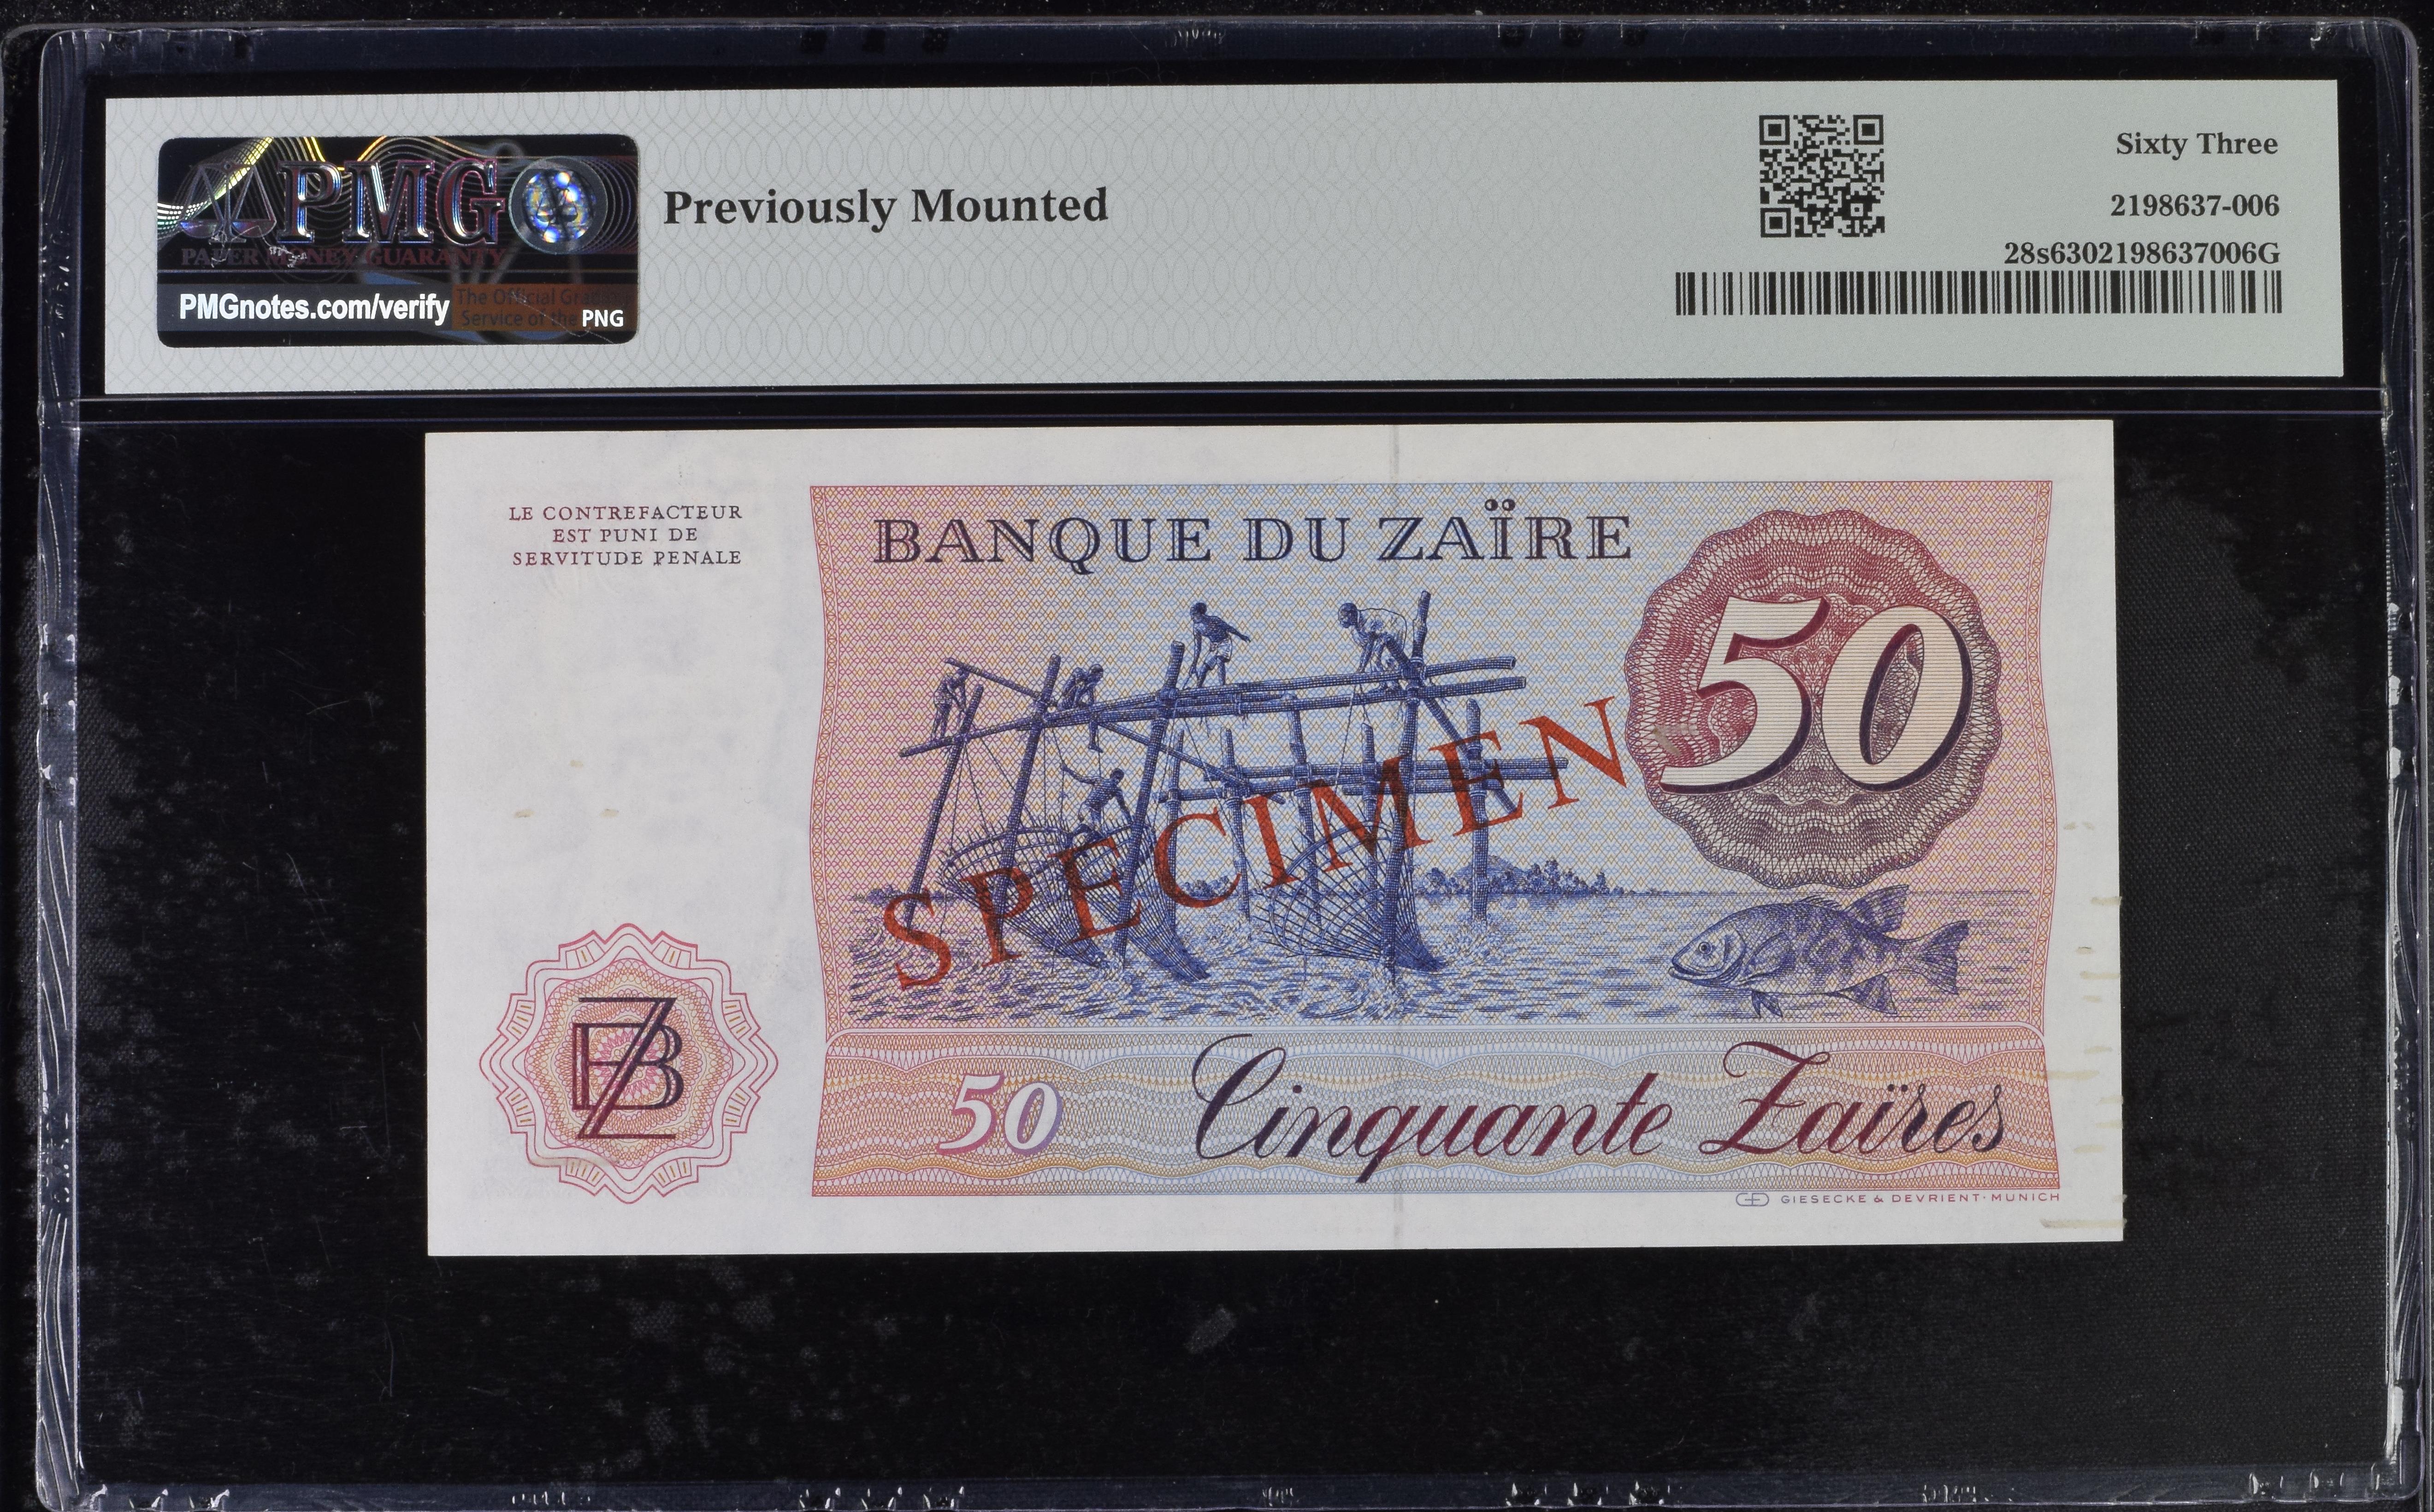 PMG
PAPER MONEY GUARANTY
PMGnotes.com/verify
The Official Grading
Service of the PNG
Previously Mounted
Sixty Three
2198637-006
28s6302198637006G
LE CONTREFACTEUR
EST PUNI DE
SERVITUDE PENALE
BANQUE DU ZAÏRE
50
SPECIMEN
BZ
50 Cinquante Zaïres
GIESECKE & DEVRIENT·MUNICH